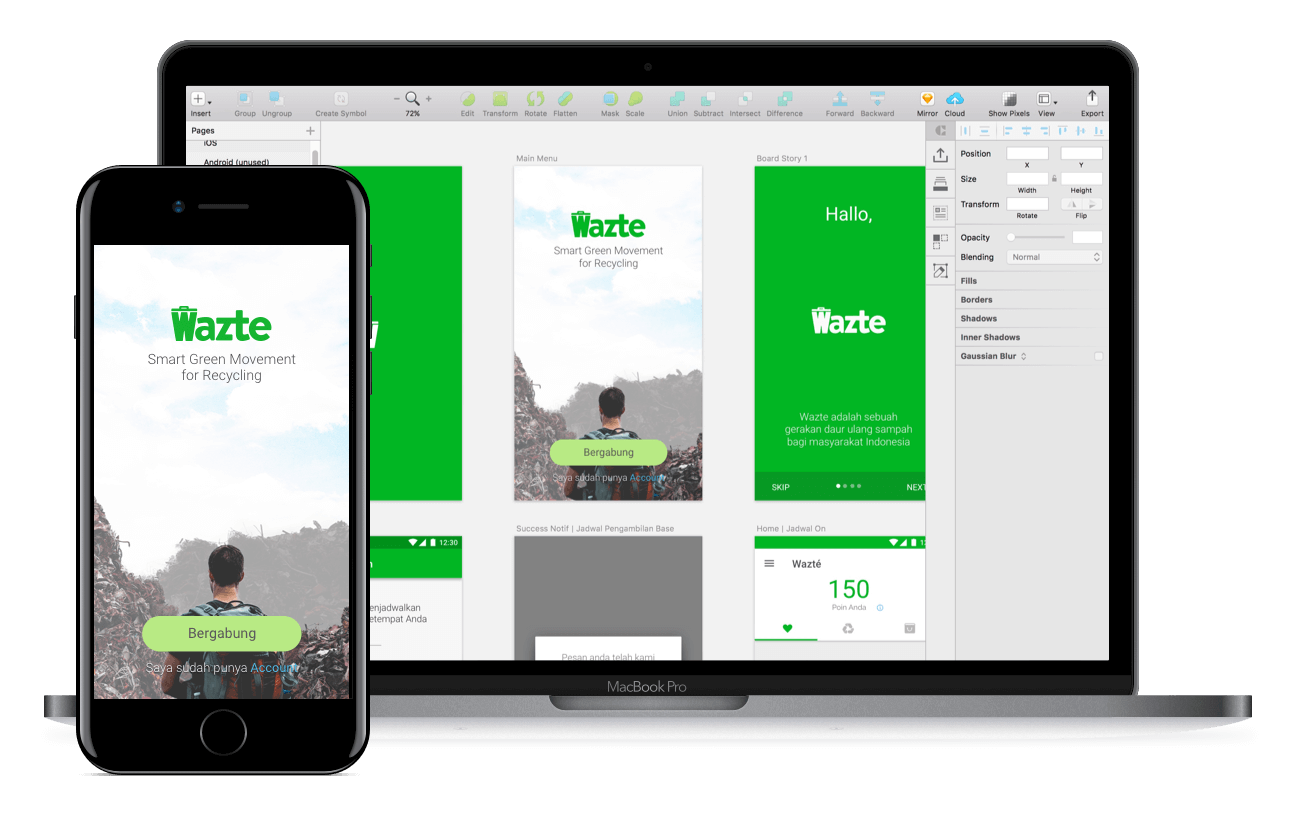 Insert
Group
Ungroup
Create Symbol
72%
Edit
Transform
Rotate
Flatten
Mask
Scale
Union
Subtract
Intersect
Difference
Forward
Backward
Mirror
Cloud
Show Pixels
View
Export
Pages
iOS
Android (unused)
Main Menu
Wazte
Smart Green Movement
for Recycling
Bergabung
Saya sudah punya Account
Board Story 1
Hallo,
Wazte
Wazte adalah sebuah
gerakan daur ulang sampah
bagi masyarakat Indonesia
SKIP
NEXT
12:30
Success Notif | Jadwal Pengambilan Base
Pesan anda telah kami
Home | Jadwal On
Wazté
150
Poin Anda
Position
X
Y
Size
Width
Height
Transform
Rotate
Flip
Opacity
Blending
Normal
Fills
Borders
Shadows
Inner Shadows
Gaussian Blur
Wazte
Smart Green Movement
for Recycling
Bergabung
Saya sudah punya Account
MacBook Pro